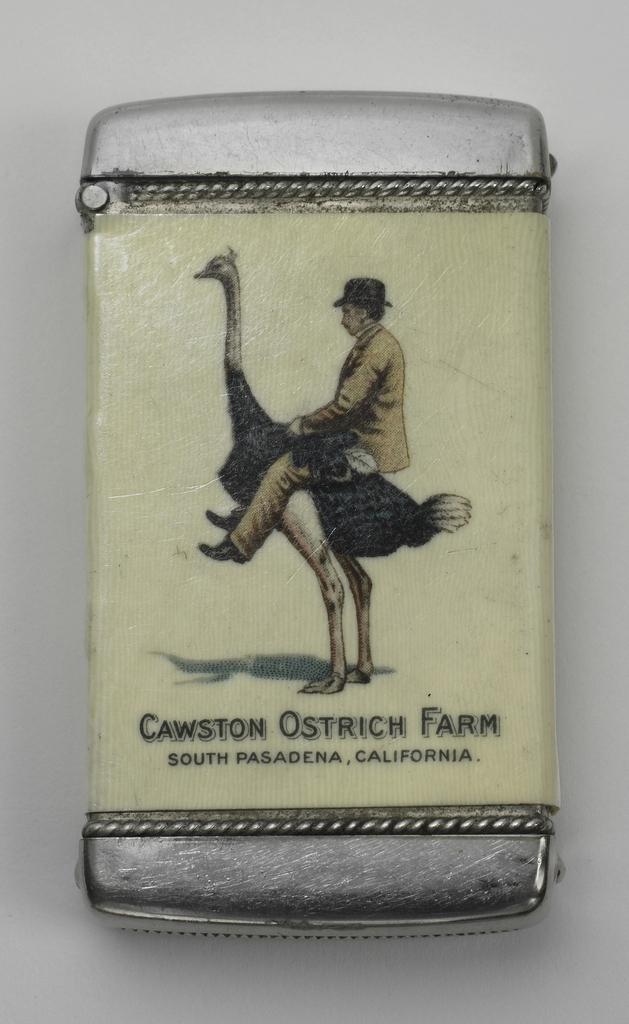 CAWSTON OSTRICH FARM
SOUTH PASADENA, CALIFORNIA.